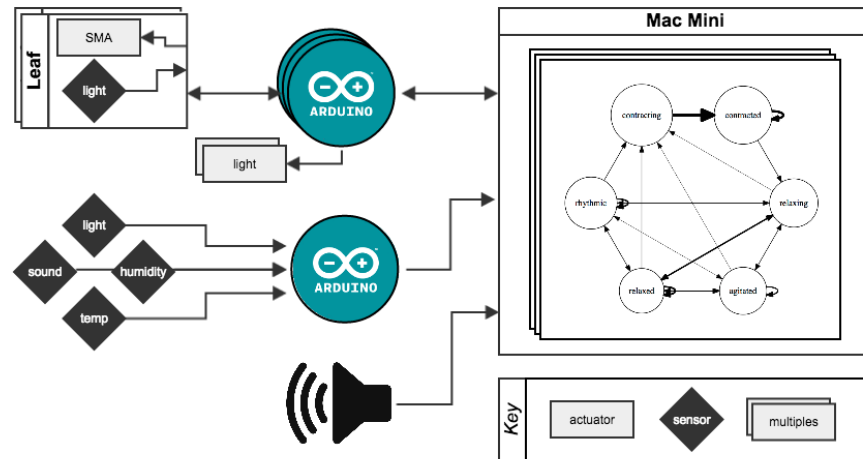 Leaf
SMA
light
− +
ARDUINO
light
light
sound
humidity
temp
− +
ARDUINO
Mac Mini
contracring
contracted
rhythmic
relaxing
relaxed
agitated
Key
actuator
sensor
multiples